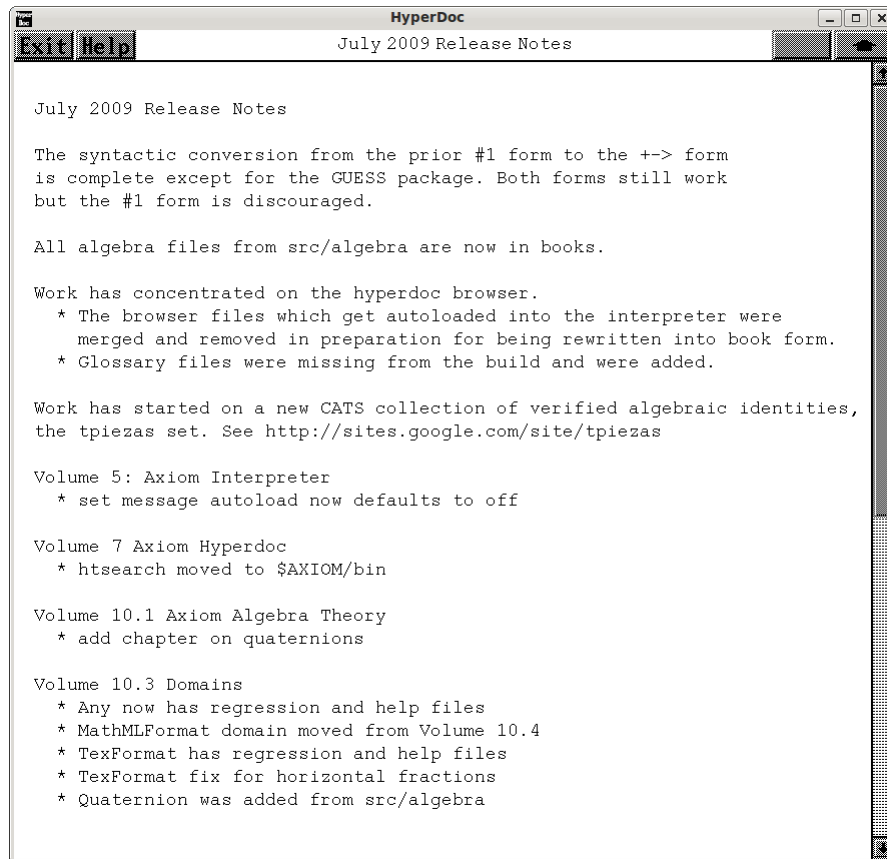 Hyper Doc
HyperDoc
Exit Help July 2009 Release Notes
July 2009 Release Notes
The syntactic conversion from the prior #1 form to the +-> form
is complete except for the GUESS package. Both forms still work
but the #1 form is discouraged.
All algebra files from src/algebra are now in books.
Work has concentrated on the hyperdoc browser.
* The browser files which get autoloaded into the interpreter were
merged and removed in preparation for being rewritten into book form.
* Glossary files were missing from the build and were added.
Work has started on a new CATS collection of verified algebraic identities,
the tpiezas set. See http://sites.google.com/site/tpiezas
Volume 5: Axiom Interpreter
* set message autoload now defaults to off
Volume 7 Axiom Hyperdoc
* htsearch moved to $AXIOM/bin
Volume 10.1 Axiom Algebra Theory
* add chapter on quaternions
Volume 10.3 Domains
* Any now has regression and help files
* MathMLFormat domain moved from Volume 10.4
* TexFormat has regression and help files
* TexFormat fix for horizontal fractions
* Quaternion was added from src/algebra